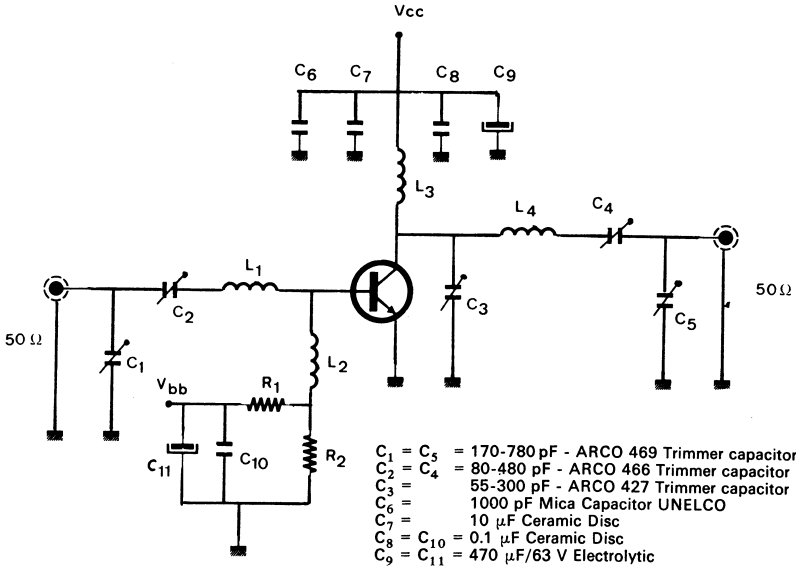 Vcc
C6 C7 C8 C9
L3
L4
C4
L1
C2
C3
50 Ω
C5
50 Ω
C1
L2
Vbb
R1
C11
C10
R2
C1 = C5 = 170-780 pF - ARCO 469 Trimmer capacitor
C2 = C4 = 80-480 pF - ARCO 466 Trimmer capacitor
C3 = 55-300 pF - ARCO 427 Trimmer capacitor
C6 = 1000 pF Mica Capacitor UNELCO
C7 = 10 µF Ceramic Disc
C8 = C10 = 0.1 µF Ceramic Disc
C9 = C11 = 470 µF/63 V Electrolytic